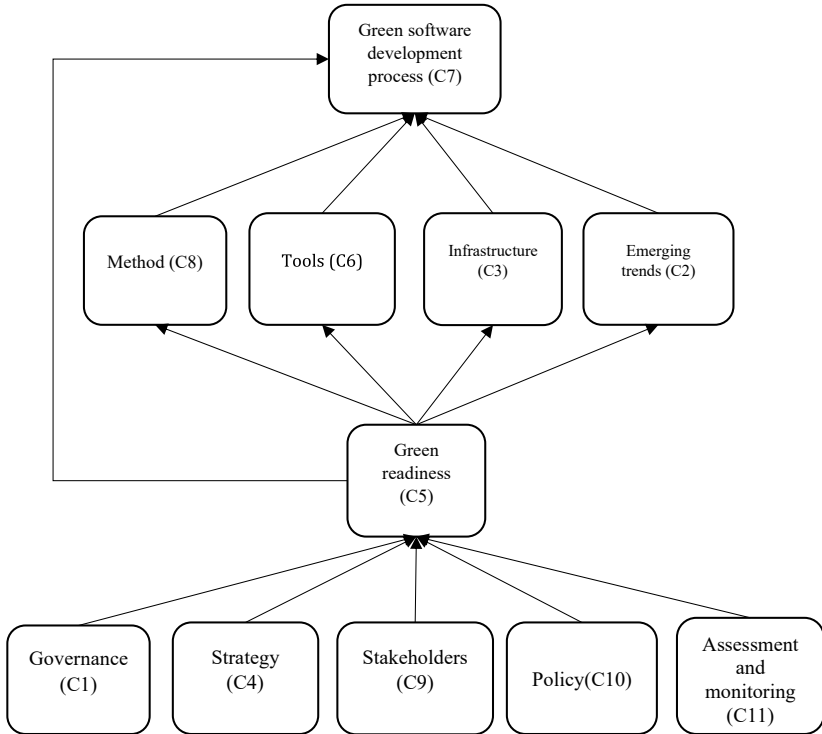 Green software
development
process (C7)
Method (C8)
Tools (C6)
Infrastructure
(C3)
Emerging
trends (C2)
Green
readiness
(C5)
Governance
(C1)
Strategy
(C4)
Stakeholders
(C9)
Policy(C10)
Assessment
and
monitoring
(C11)